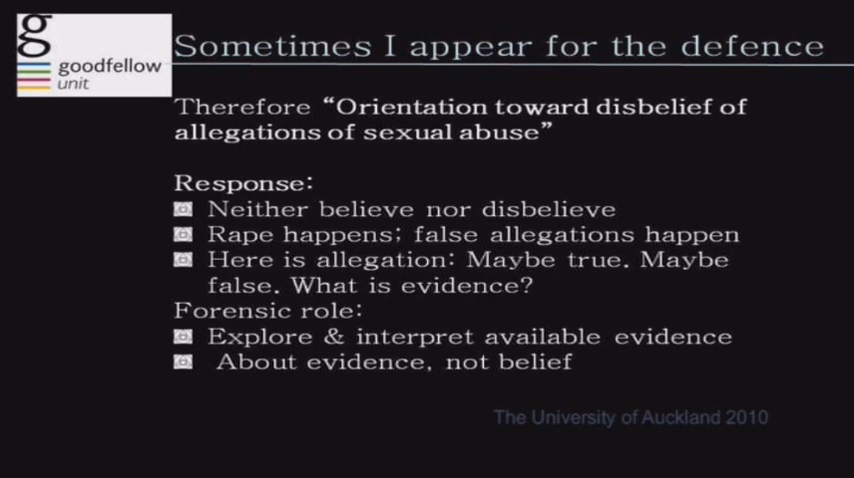 g
goodfellow
unit
Sometimes I appear for the defence
Therefore “Orientation toward disbelief of
allegations of sexual abuse”
Response:
Neither believe nor disbelieve
Rape happens; false allegations happen
Here is allegation: Maybe true. Maybe
false. What is evidence?
Forensic role:
Explore & interpret available evidence
About evidence, not belief
The University of Auckland 2010